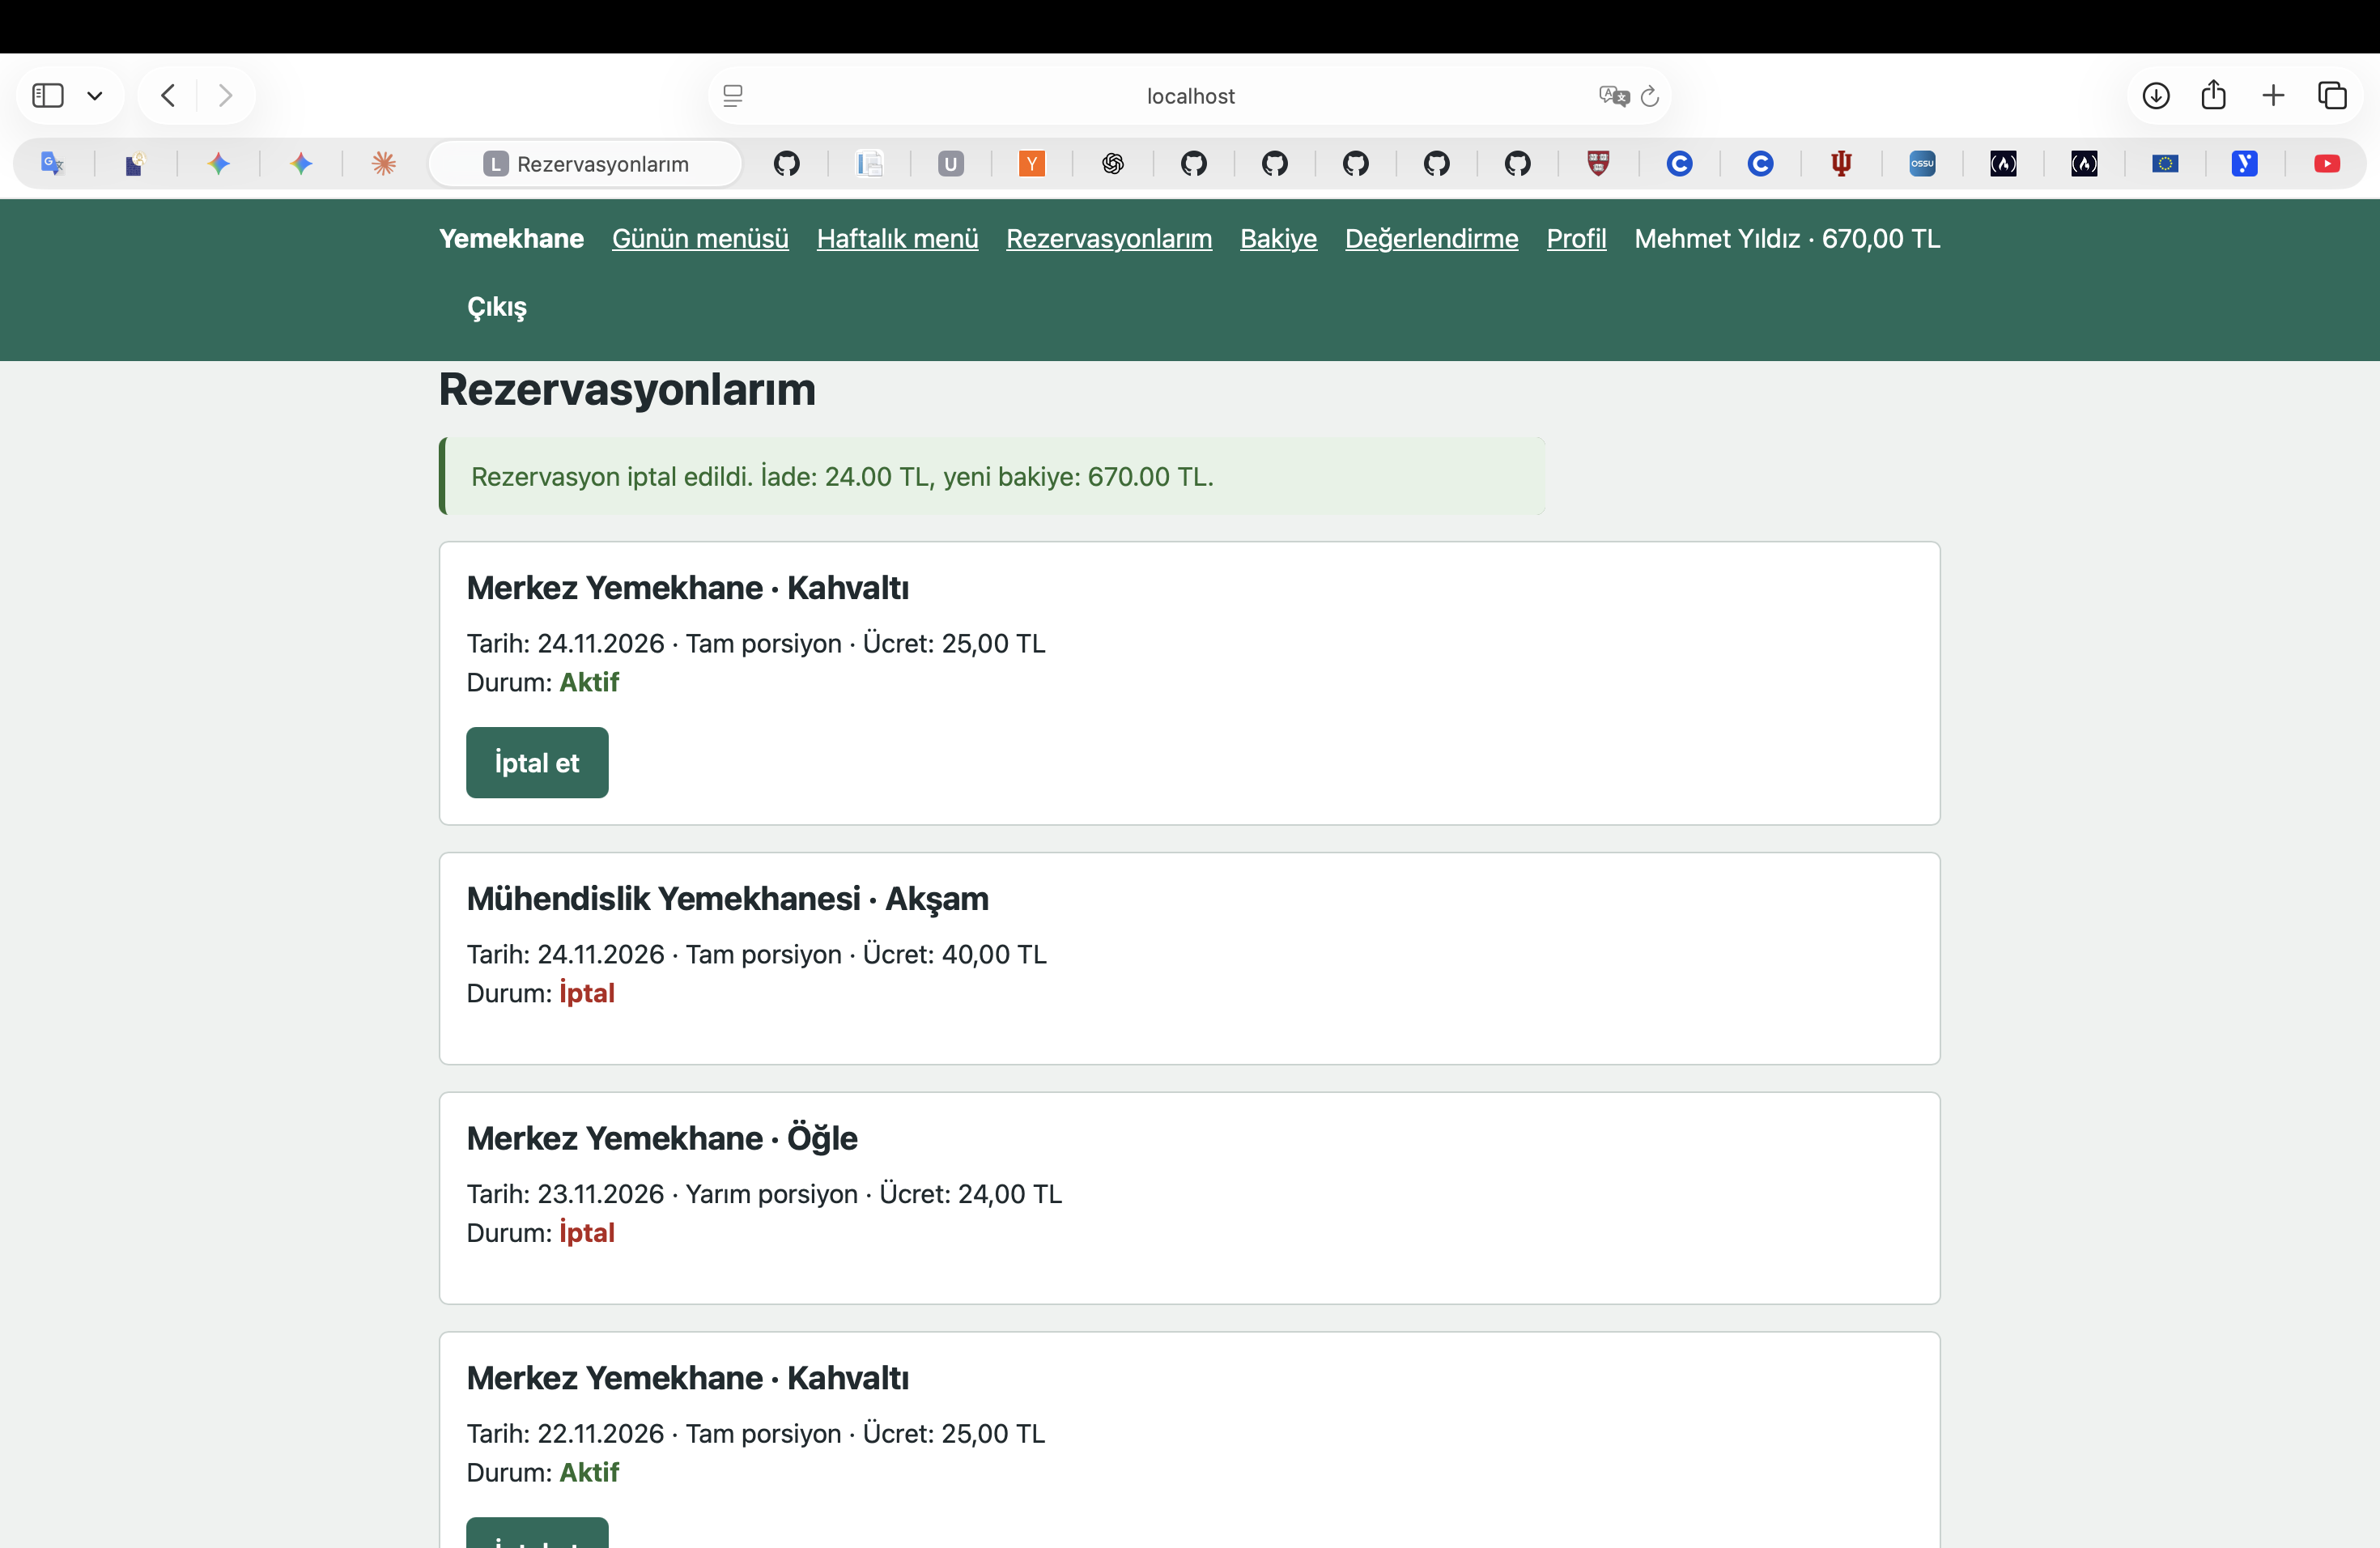 localhost
L Rezervasyonlarım
U
Y
OSSU
Yemekhane Günün menüsü Haftalık menü Rezervasyonlarım Bakiye Değerlendirme Profil Mehmet Yıldız · 670,00 TL
Çıkış
Rezervasyonlarım
Rezervasyon iptal edildi. İade: 24.00 TL, yeni bakiye: 670.00 TL.
Merkez Yemekhane · Kahvaltı
Tarih: 24.11.2026 · Tam porsiyon · Ücret: 25,00 TL
Durum: Aktif
İptal et
Mühendislik Yemekhanesi · Akşam
Tarih: 24.11.2026 · Tam porsiyon · Ücret: 40,00 TL
Durum: İptal
Merkez Yemekhane · Öğle
Tarih: 23.11.2026 · Yarım porsiyon · Ücret: 24,00 TL
Durum: İptal
Merkez Yemekhane · Kahvaltı
Tarih: 22.11.2026 · Tam porsiyon · Ücret: 25,00 TL
Durum: Aktif